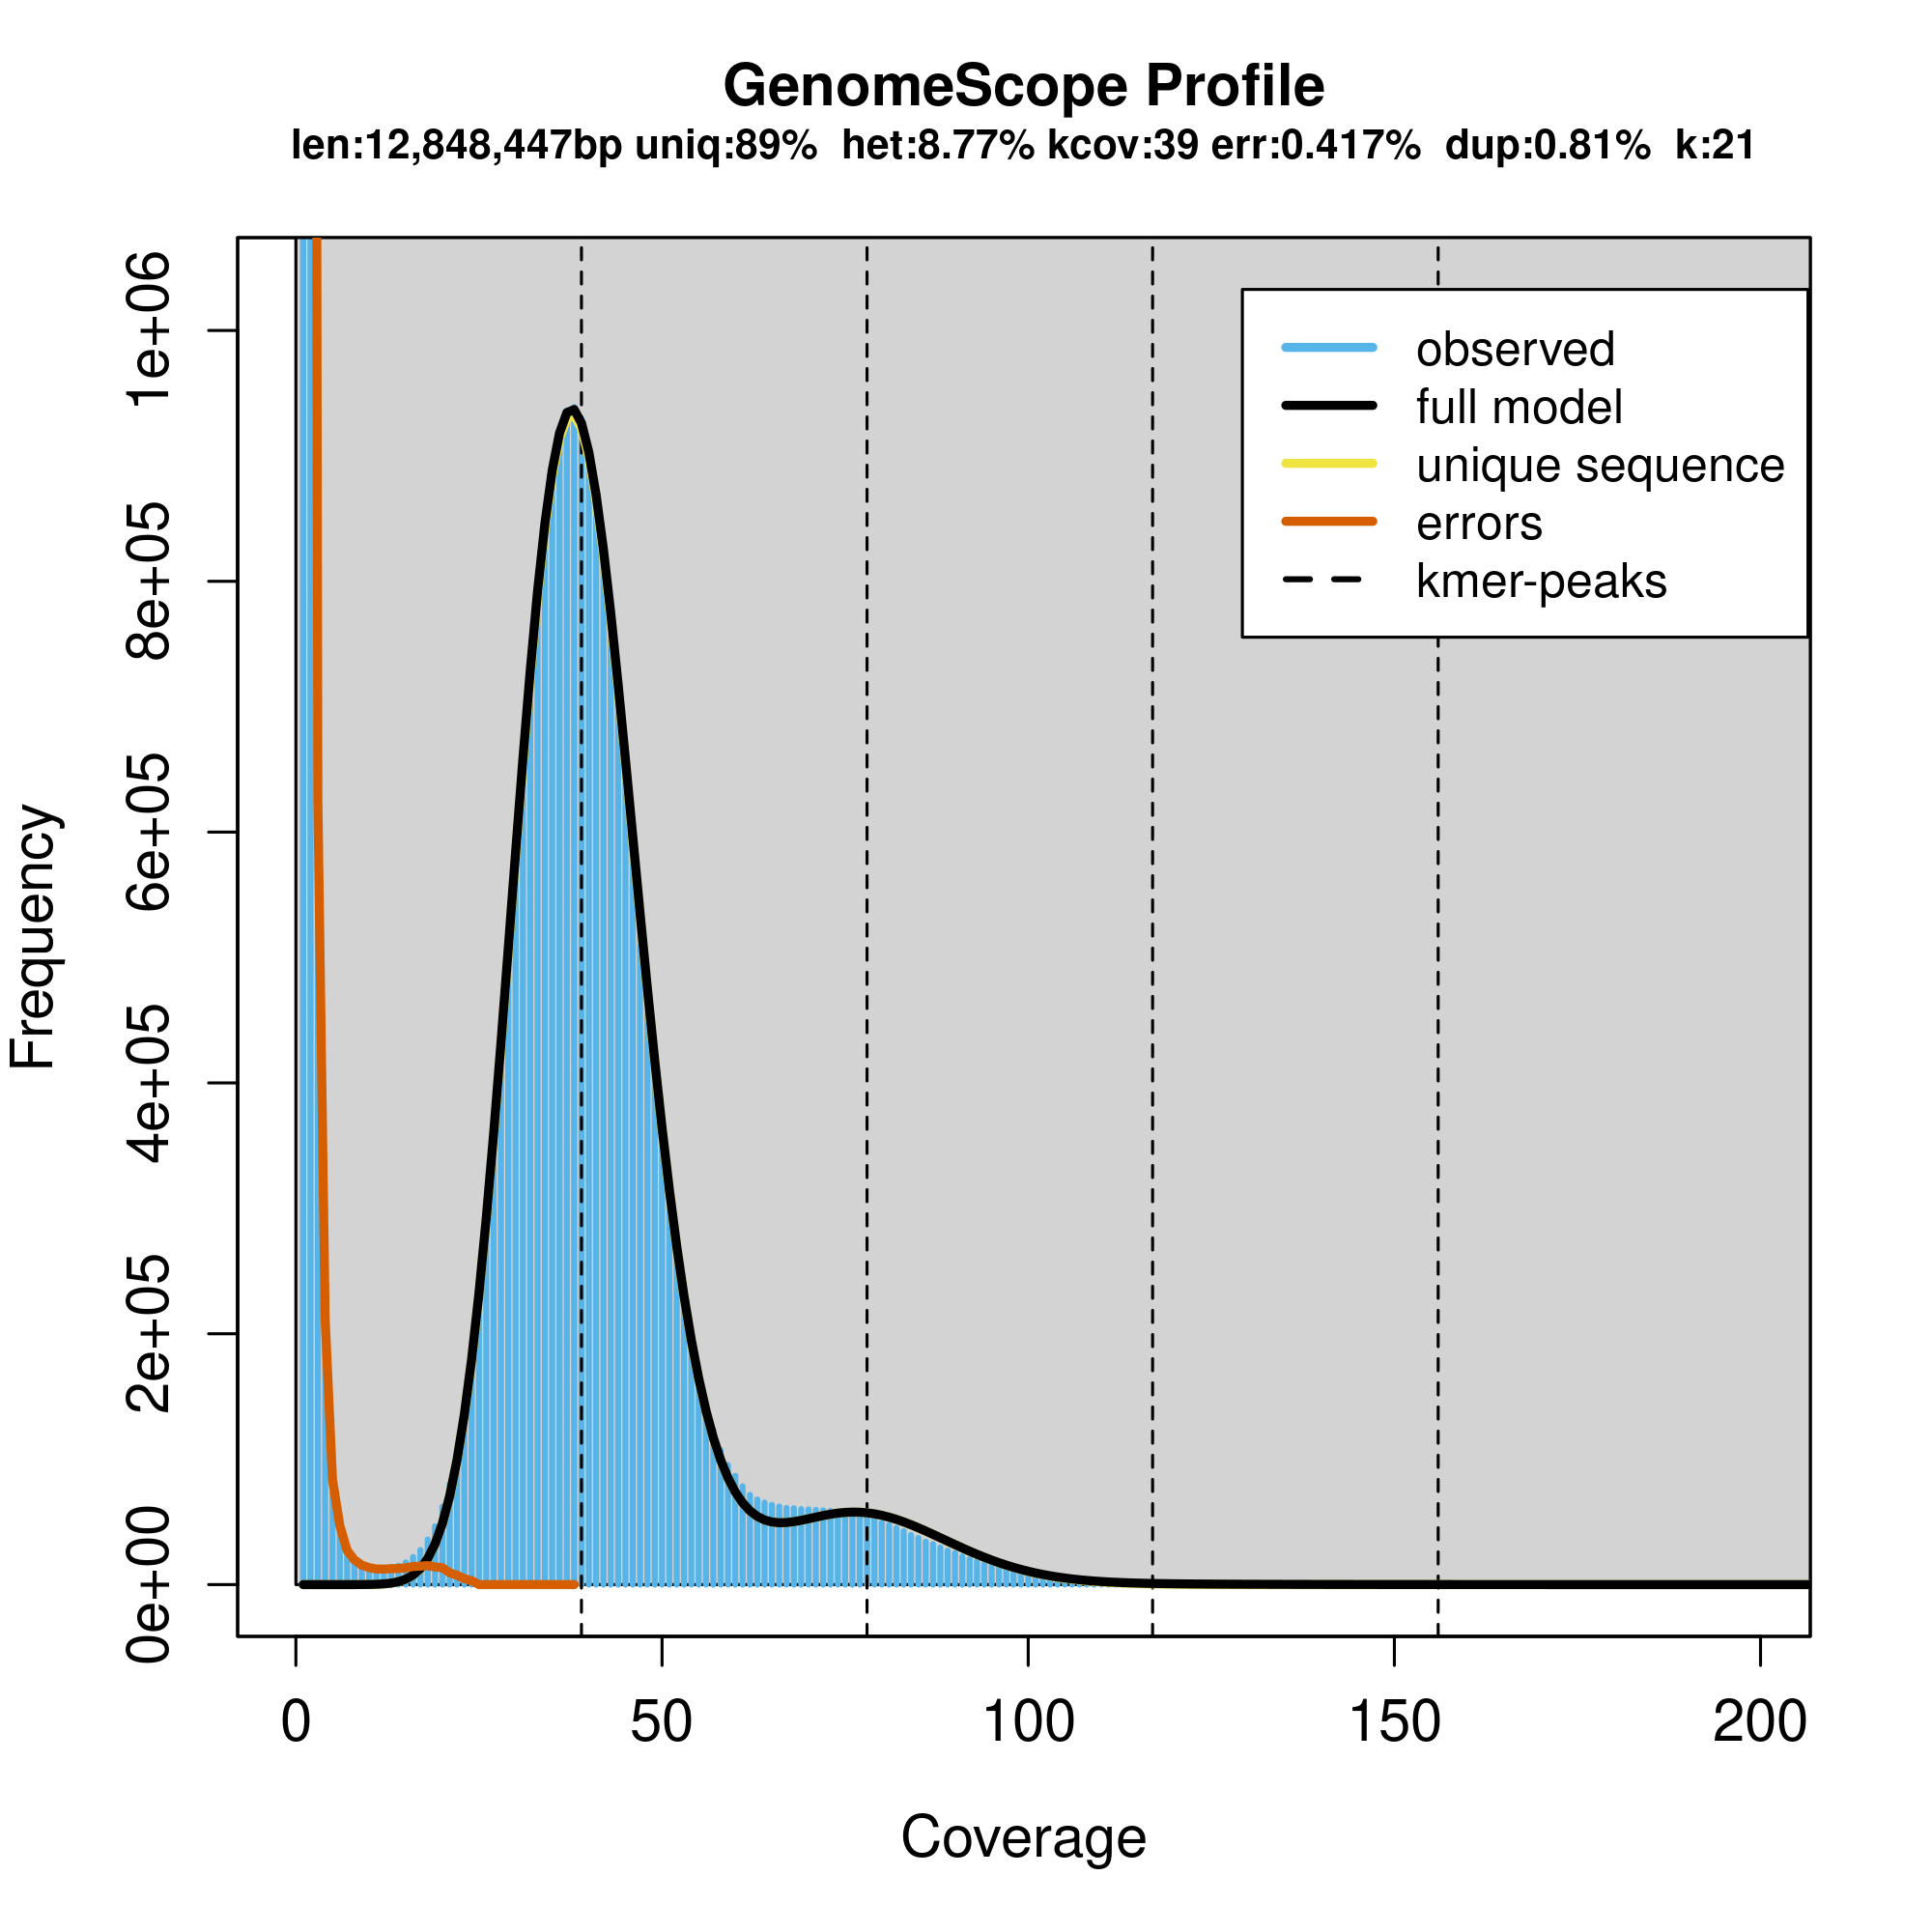 GenomeScope Profile
len:12,848,447bp uniq:89% het:8.77% kcov:39 err:0.417% dup:0.81% k:21
observed
full model
unique sequence
errors
kmer-peaks
Frequency
1e+06
8e+05
6e+05
4e+05
2e+05
0e+00
0 50 100 150 200
Coverage